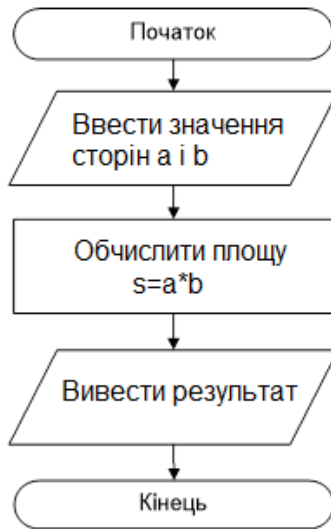 Початок
Ввести значення
сторін a і b
Обчислити площу
s=a*b
Вивести результат
Кінець